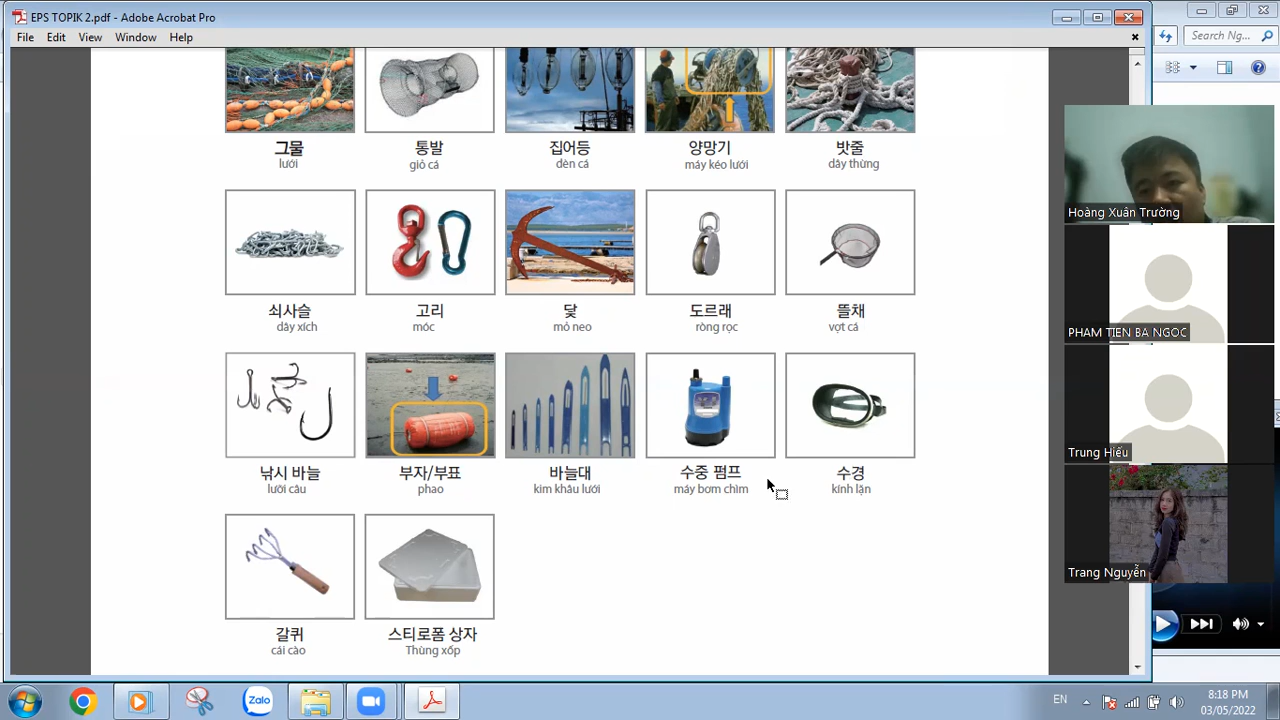 EPS TOPIK 2.pdf - Adobe Acrobat Pro
File Edit View Window Help
Search Ng...
그물 통발 집어등 양망기 밧줄
lưới giỏ cá đèn cá máy kéo lưới dây thừng
쇠사슬 고리 닻 도르래 뜰채
dây xích móc mỏ neo ròng rọc vợt cá
낚시 바늘 부자/부표 바늘대 수중 펌프 수경
lưỡi câu phao kim khâu lưới máy bơm chìm kính lặn
갈퀴 스티로폼 상자
cái cào Thùng xốp
Hoàng Xuân Trường
PHAM TIEN BA NGOC
Trung Hiếu
Trang Nguyễn
Zalo
EN
8:18 PM
03/05/2022